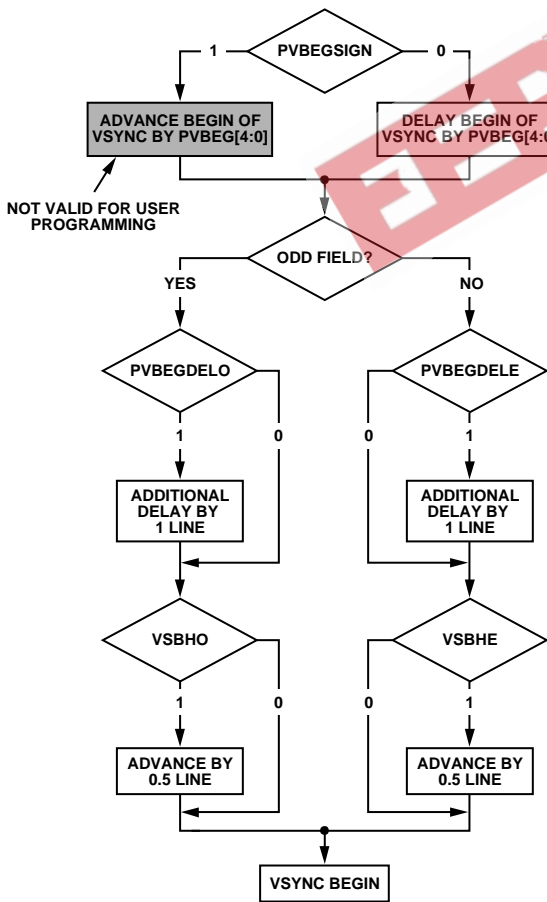 PVBEGSIGN
1
0
ADVANCE BEGIN OF
VSYNC BY PVBEG[4:0]
DELAY BEGIN OF
VSYNC BY PVBEG[4:0
NOT VALID FOR USER
PROGRAMMING
ODD FIELD?
YES
NO
PVBEGDELO
PVBEGDELE
1
0
0
1
ADDITIONAL
DELAY BY
1 LINE
ADDITIONAL
DELAY BY
1 LINE
VSBHO
VSBHE
1
0
0
1
ADVANCE BY
0.5 LINE
ADVANCE BY
0.5 LINE
VSYNC BEGIN